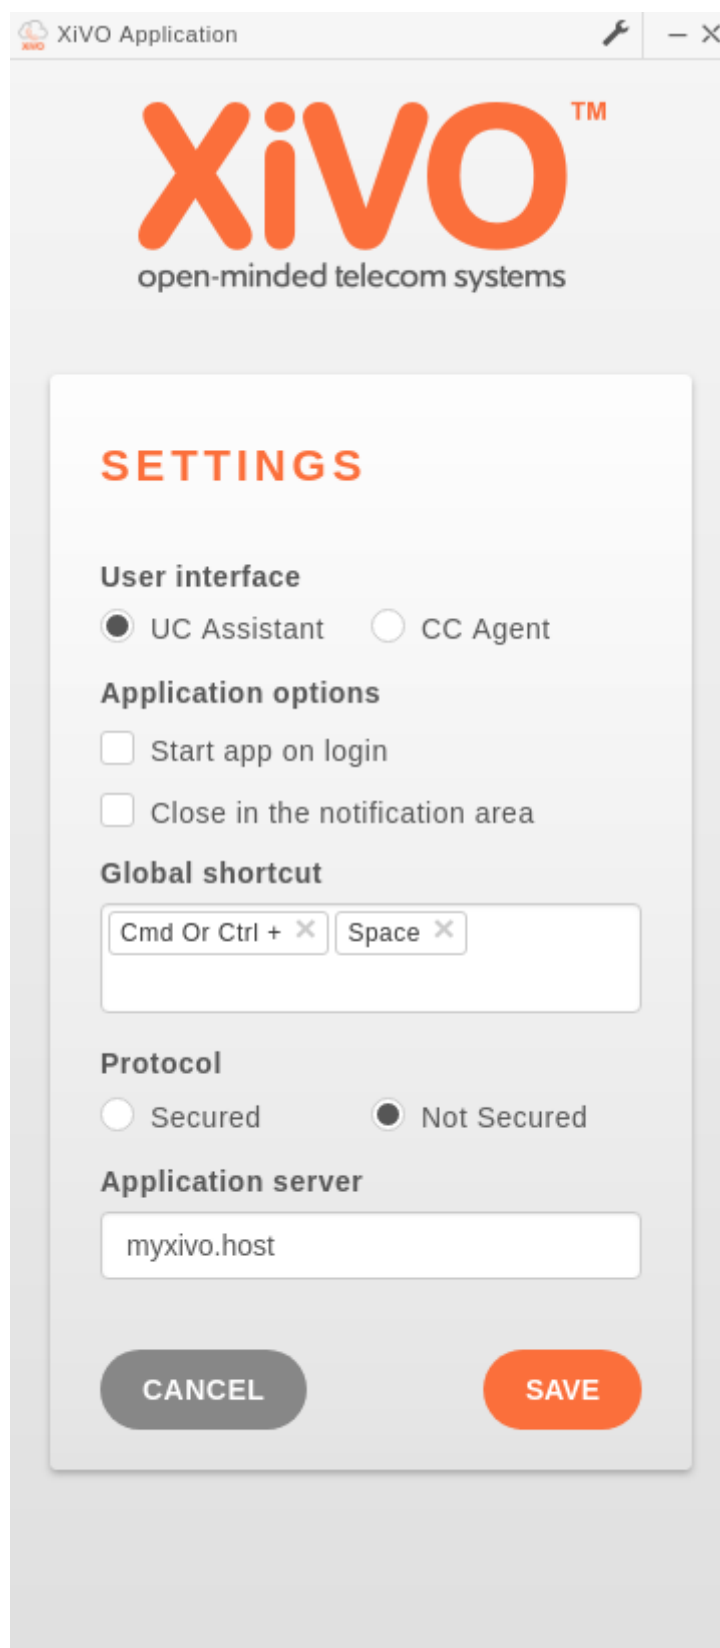 XiVO XiVO Application
XiVO™
open-minded telecom systems
SETTINGS
User interface
UC Assistant CC Agent
Application options
Start app on login
Close in the notification area
Global shortcut
Cmd Or Ctrl + Space
Protocol
Secured Not Secured
Application server
myxivo.host
CANCEL SAVE